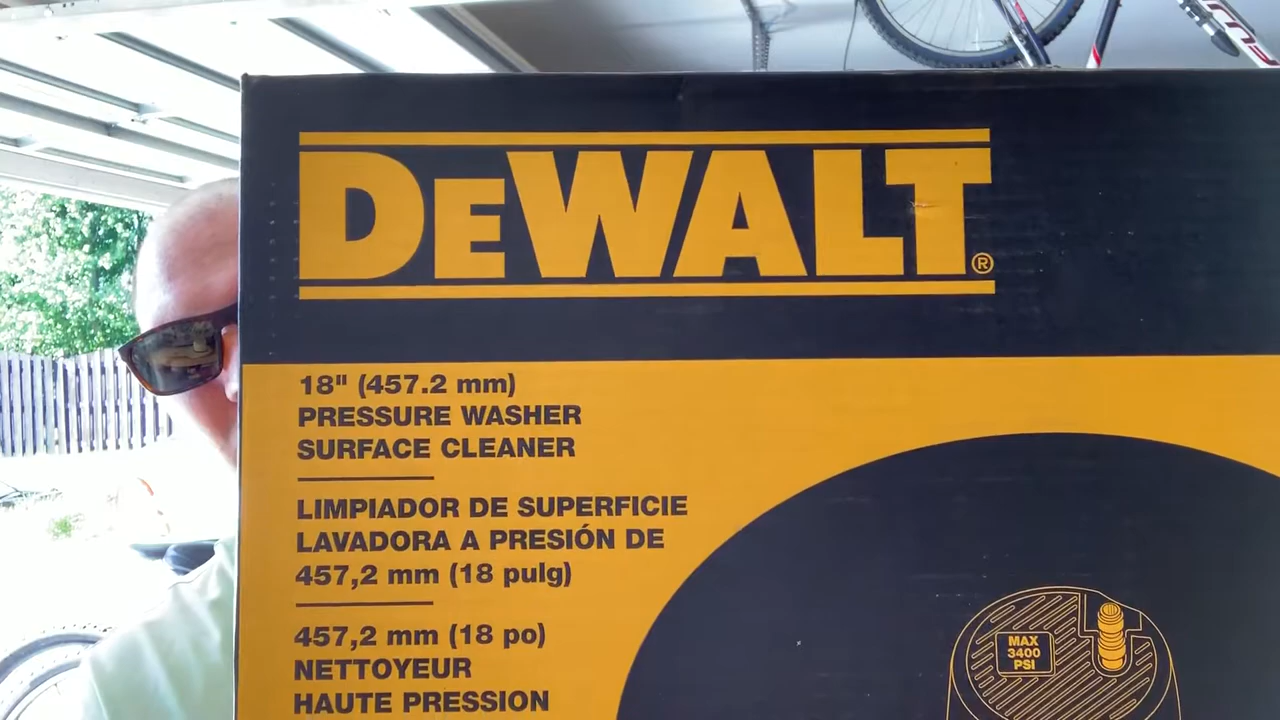 DEWALT®
18" (457.2 mm)
PRESSURE WASHER
SURFACE CLEANER
LIMPIADOR DE SUPERFICIE
LAVADORA A PRESIÓN DE
457,2 mm (18 pulg)
457,2 mm (18 po)
NETTOYEUR
HAUTE PRESSION
MAX
3400
PSI